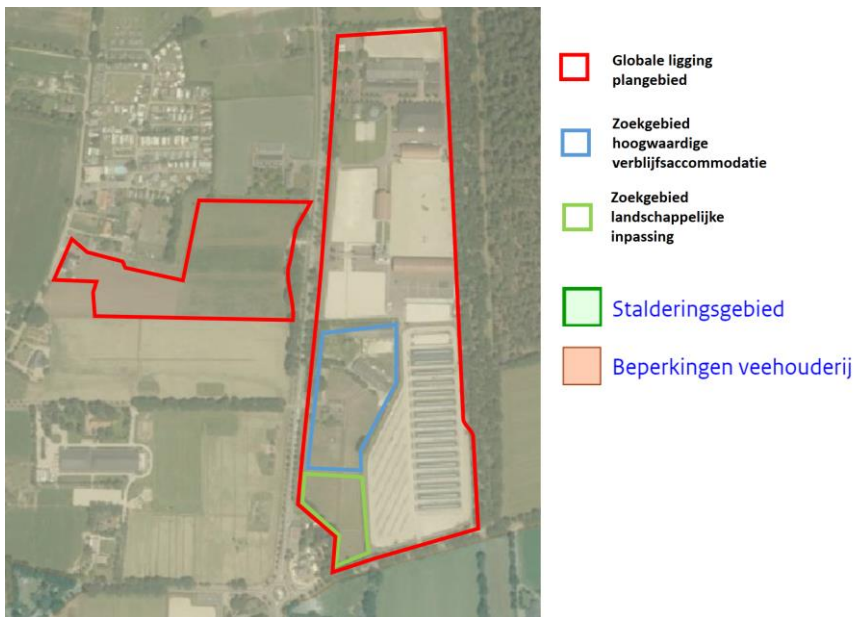 Globale ligging
plangebied
Zoekgebied
hoogwaardige
verblijfsaccommodatie
Zoekgebied
landschappelijke
inpassing
Stalderingsgebied
Beperkingen veehouderij